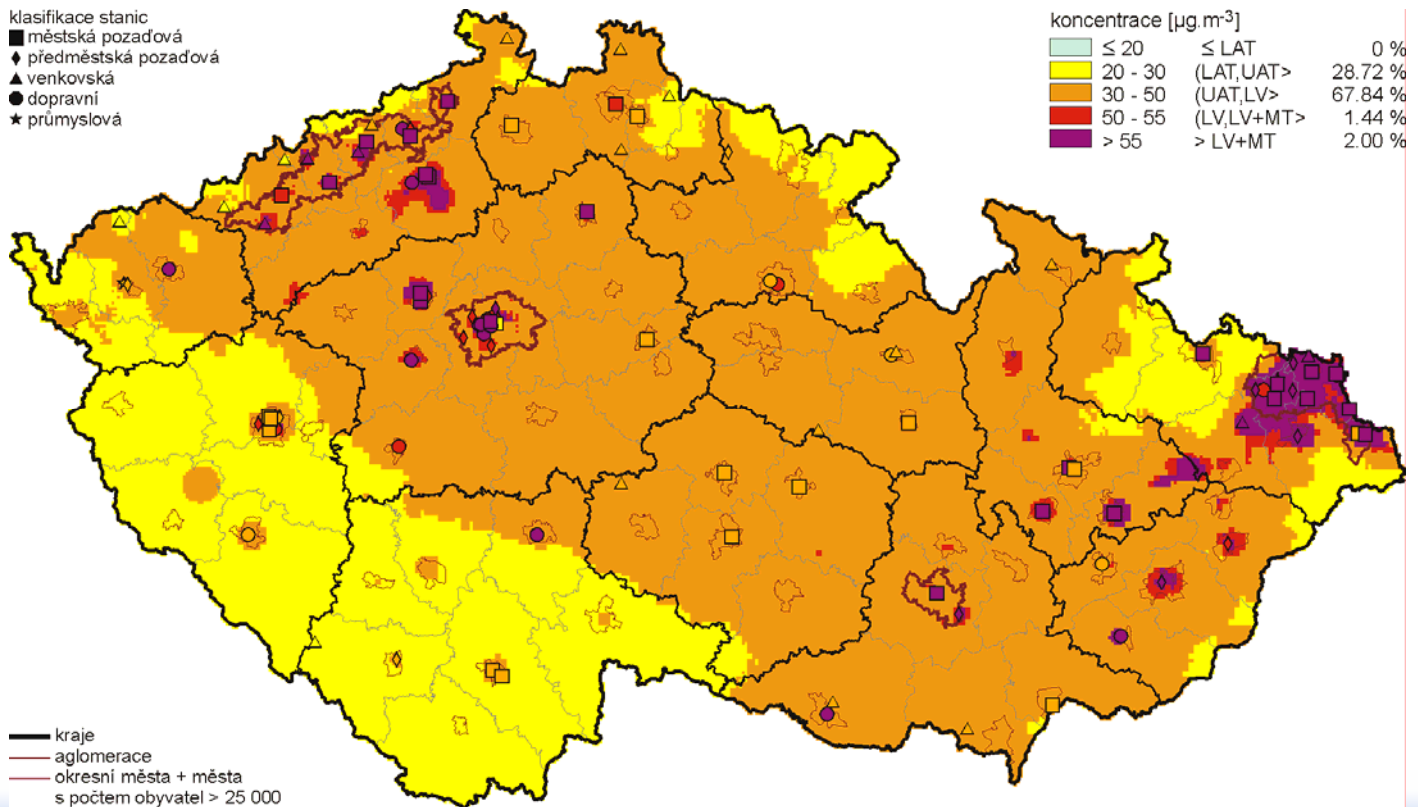 klasifikace stanic
městská pozaďová
předměstská pozaďová
venkovská
dopravní
průmyslová
koncentrace [µg.m-3]
≤ 20 ≤ LAT 0 %
20 - 30 (LAT,UAT> 28.72 %
30 - 50 (UAT,LV> 67.84 %
50 - 55 (LV,LV+MT> 1.44 %
> 55 > LV+MT 2.00 %
kraje
aglomerace
okresní města + města
s počtem obyvatel > 25 000